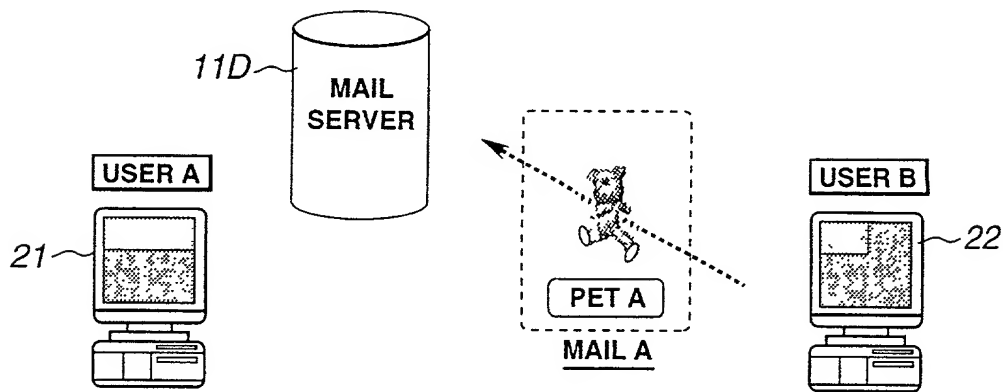 11D
MAIL
SERVER
USER A
USER B
21
22
PET A
MAIL A